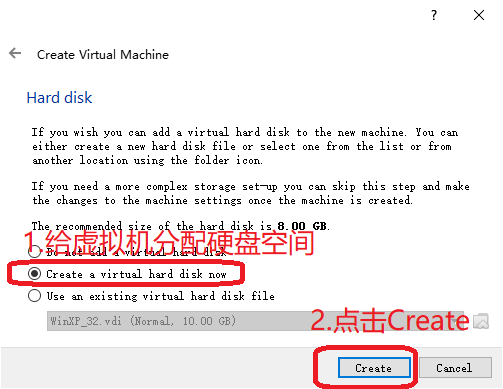 ?
Create Virtual Machine
Hard disk
If you wish you can add a virtual hard disk to the new machine. You can
either create a new hard disk file or select one from the list or from
another location using the folder icon.
If you need a more complex storage set-up you can skip this step and make
the changes to the machine settings once the machine is created.
The recommended size of the hard disk is 8.00 GB.
1.给虚拟机分配硬盘空间
Do not add a virtual hard disk
Create a virtual hard disk now
Use an existing virtual hard disk file
WinXP_32.vdi (Normal, 10.00 GB)
2.点击Create
Create
Cancel